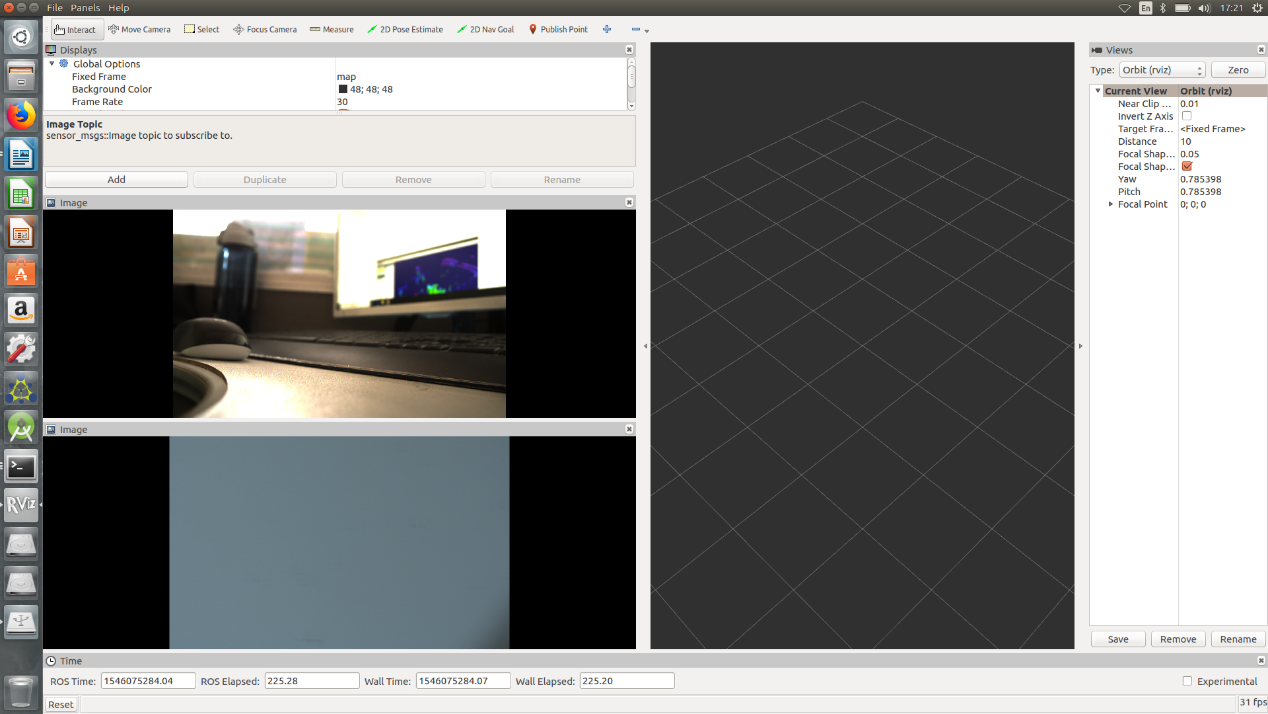 File Panels Help En 17:21
Interact Move Camera Select Focus Camera Measure 2D Pose Estimate 2D Nav Goal Publish Point
Displays
Global Options
Fixed Frame map
Background Color 48; 48; 48
Frame Rate 30
Image Topic
sensor_msgs::Image topic to subscribe to.
Add Duplicate Remove Rename
Image
Image
Views
Type: Orbit (rviz) Zero
Current View Orbit (rviz)
Near Clip ... 0.01
Invert Z Axis
Target Fra... <Fixed Frame>
Distance 10
Focal Shap... 0.05
Focal Shap...
Yaw 0.785398
Pitch 0.785398
Focal Point 0; 0; 0
Save Remove Rename
a
A
>_
RViz
Time
ROS Time: 1546075284.04 ROS Elapsed: 225.28 Wall Time: 1546075284.07 Wall Elapsed: 225.20 Experimental
Reset 31 fps